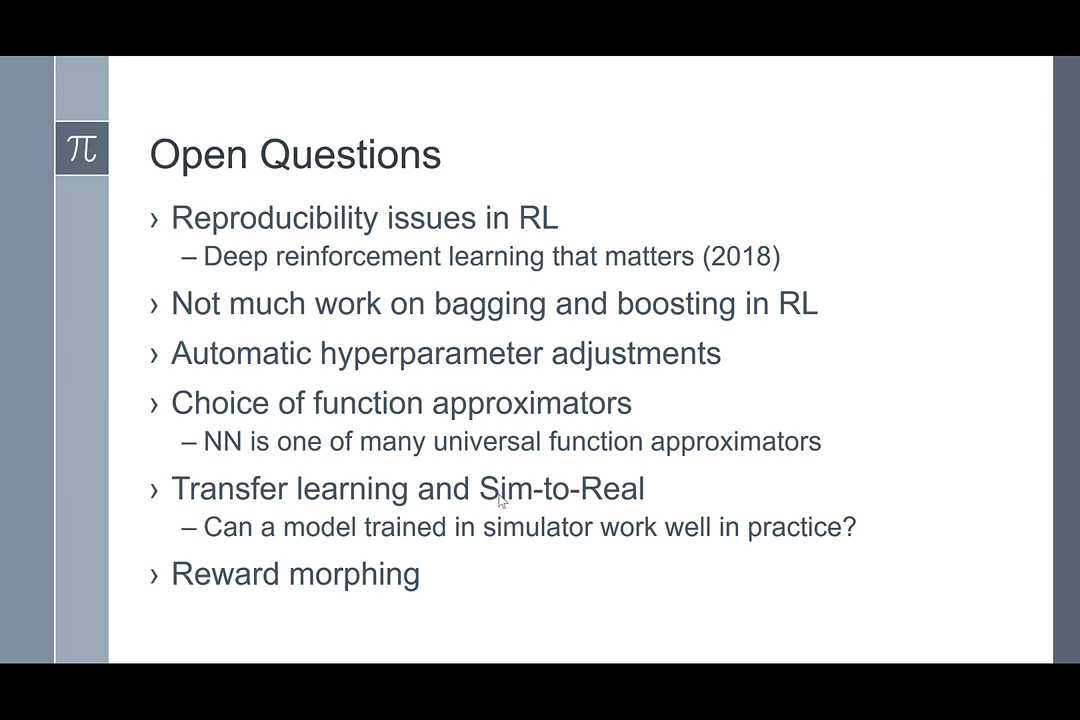 π
Open Questions
› Reproducibility issues in RL
– Deep reinforcement learning that matters (2018)
› Not much work on bagging and boosting in RL
› Automatic hyperparameter adjustments
› Choice of function approximators
– NN is one of many universal function approximators
› Transfer learning and Sim-to-Real
– Can a model trained in simulator work well in practice?
› Reward morphing